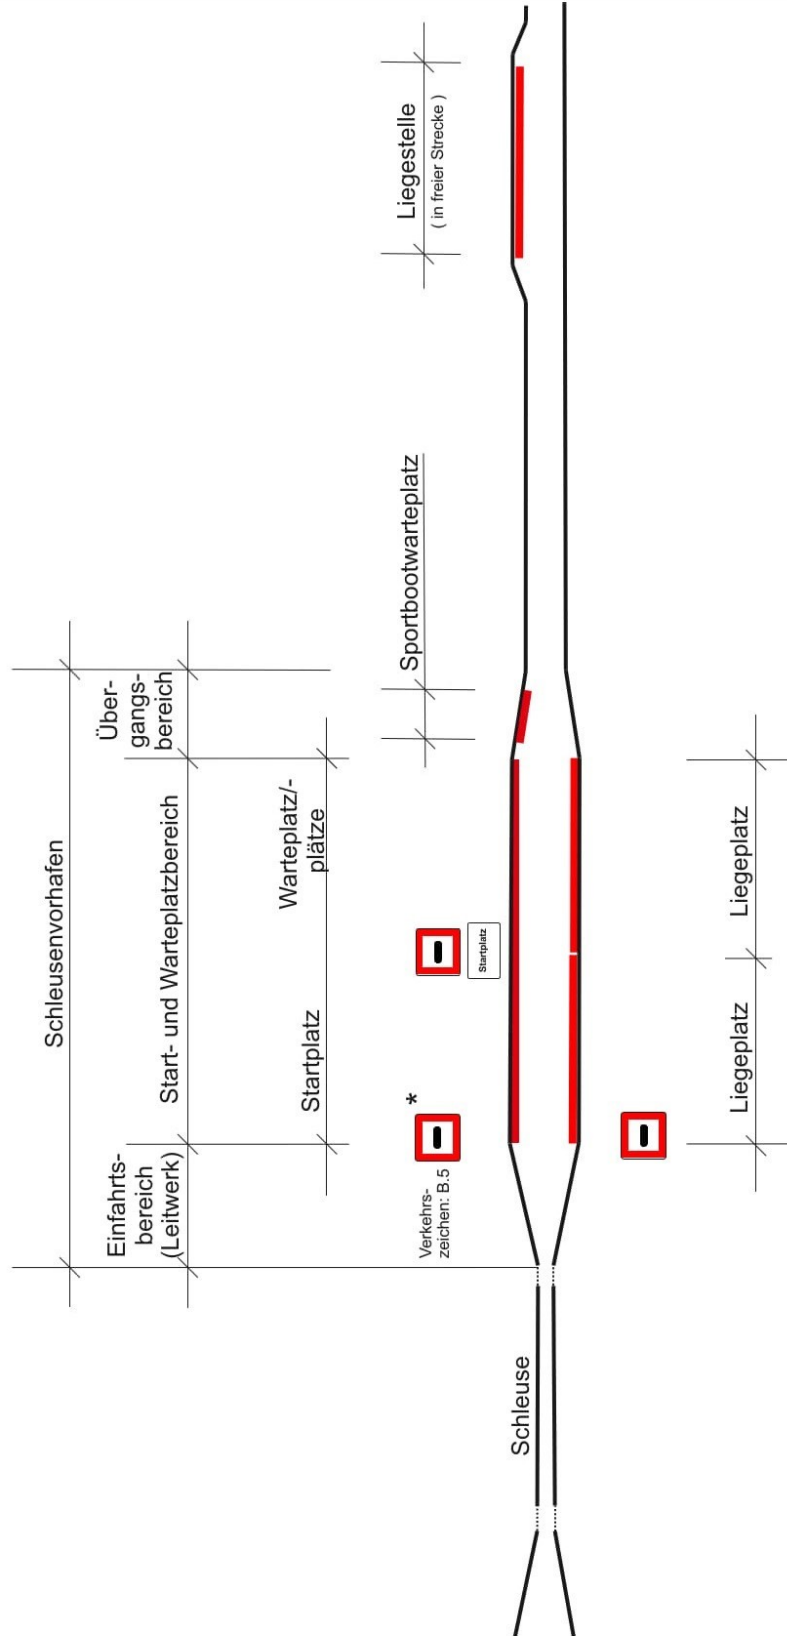 Schleusenvorhafen
Einfahrts-
bereich
(Leitwerk)
Start- und Warteplatzbereich
Über-
gangs-
bereich
Startplatz
Warteplatz/-
plätze
Sportbootwarteplatz
Liegestelle
( in freier Strecke )
Verkehrs-
zeichen: B.5
*
Startplatz
Schleuse
Liegeplatz
Liegeplatz